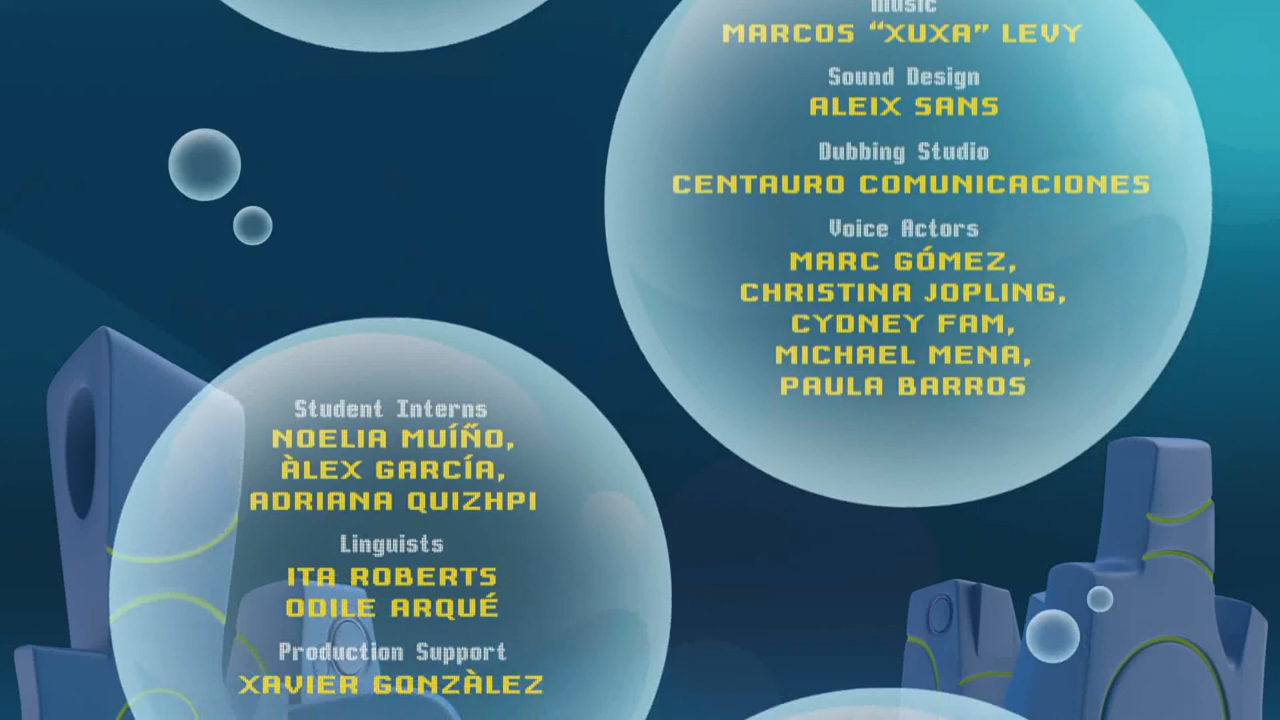 Music
MARCOS “XUXA” LEVY
Sound Design
ALEIX SANS
Dubbing Studio
CENTAURO COMUNICACIONES
Voice Actors
MARC GÓMEZ,
CHRISTINA JOPLING,
CYDNEY FAM,
MICHAEL MENA,
PAULA BARROS
Student Interns
NOELIA MUÍÑO,
ÀLEX GARCÍA,
ADRIANA QUIZHPI
Linguists
ITA ROBERTS
ODILE ARQUÉ
Production Support
XAVIER GONZÀLEZ